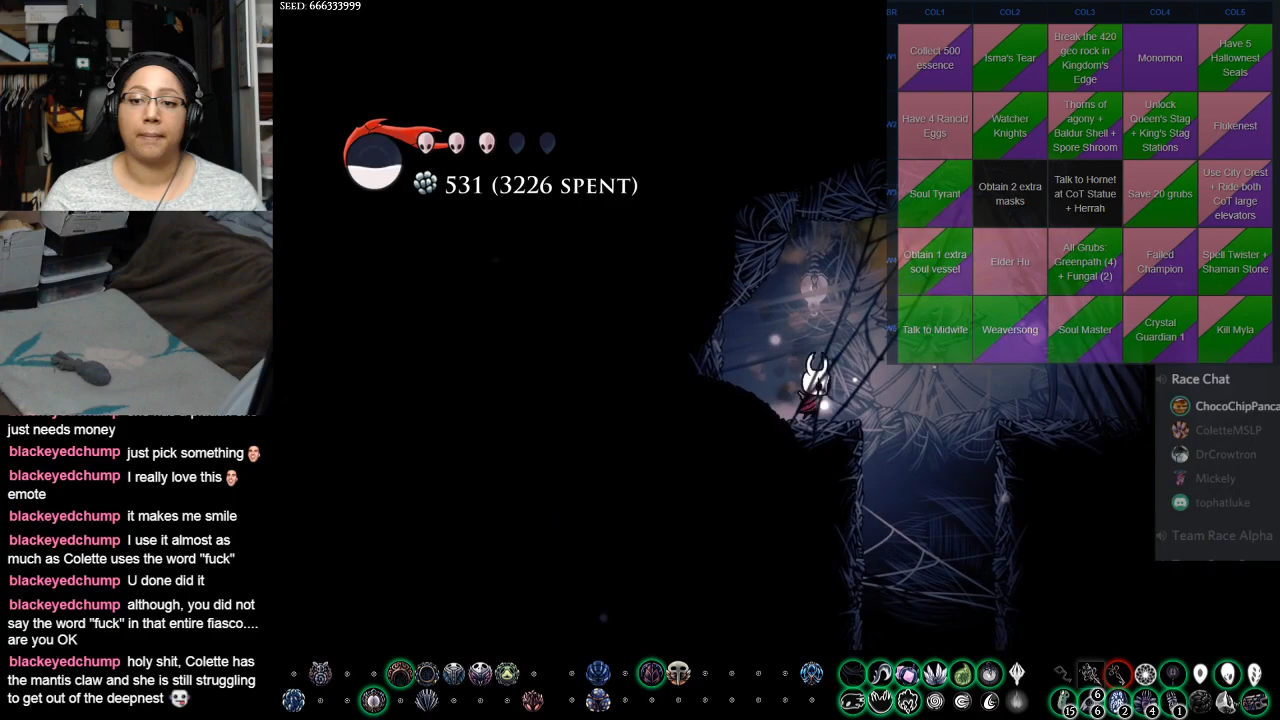 SEED: 666333999
531 (3226 SPENT)
BR
COL1
COL2
COL3
COL4
COL5
Collect 500
essence
Isma's Tear
Break the 420
geo rock in
Kingdom's
Edge
Monomon
Have 5
Hallownest
Seals
Have 4 Rancid
Eggs
Watcher
Knights
Thorns of
agony +
Baldur Shell +
Spore Shroom
Unlock
Queen's Stag
+ King's Stag
Stations
Flukenest
Soul Tyrant
Obtain 2 extra
masks
Talk to Hornet
at CoT Statue
+ Herrah
Save 20 grubs
Use City Crest
+ Ride both
CoT large
elevators
Obtain 1 extra
soul vessel
Elder Hu
All Grubs:
Greenpath (4)
+ Fungal (2)
Failed
Champion
Spell Twister +
Shaman Stone
Talk to Midwife
Weaversong
Soul Master
Crystal
Guardian 1
Kill Myla
Race Chat
ChocoChipPanca
ColetteMSLP
DrCrowtron
Mickely
tophatluke
Team Race Alpha
just needs money
blackeyedchump just pick something
blackeyedchump I really love this
emote
blackeyedchump it makes me smile
blackeyedchump I use it almost as
much as Colette uses the word "fuck"
blackeyedchump U done did it
blackeyedchump although, you did not
say the word "fuck" in that entire fiasco....
are you OK
blackeyedchump holy shit, Colette has
the mantis claw and she is still struggling
to get out of the deepnest
15
6
6
2
4
1